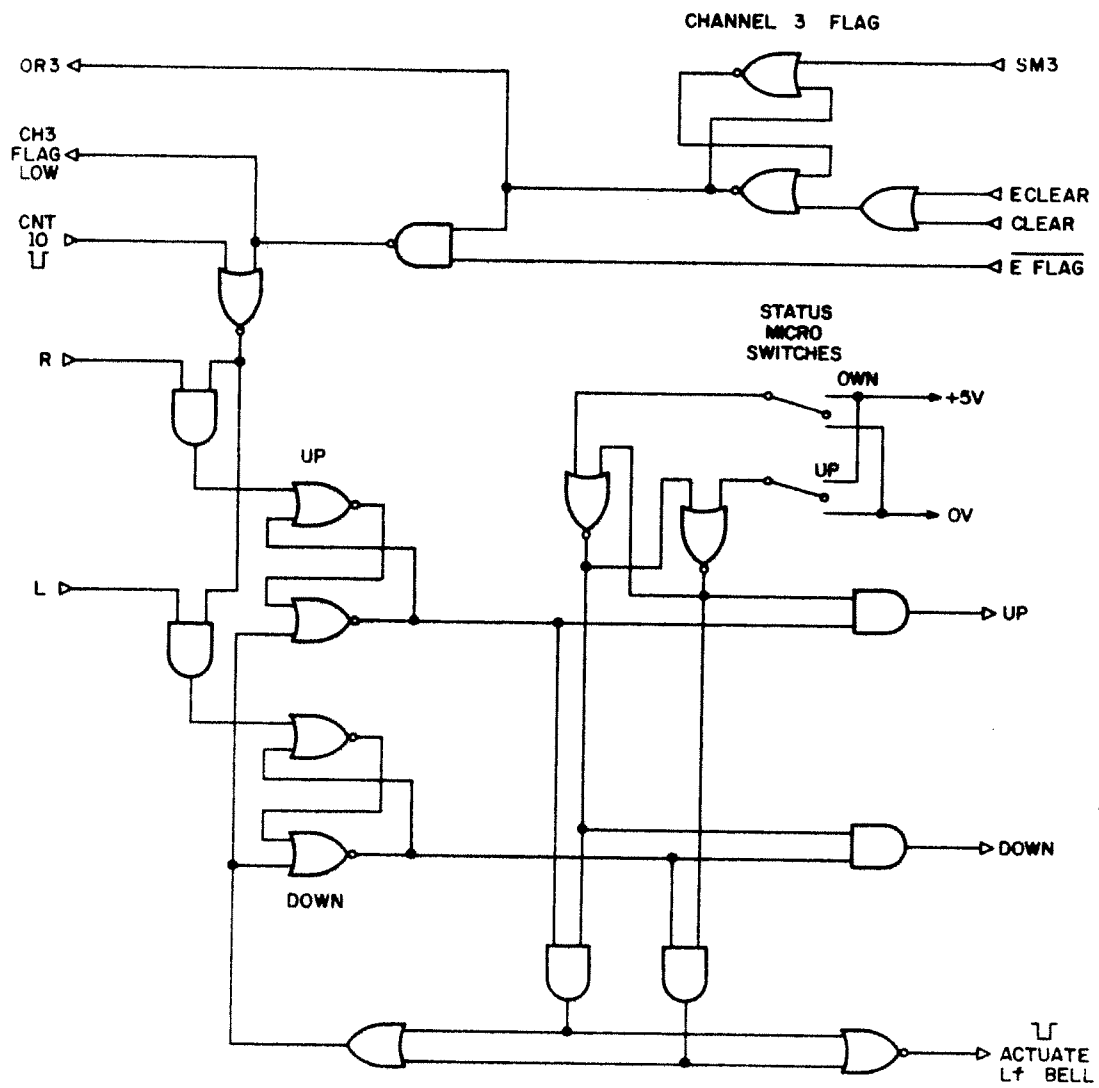 CHANNEL 3 FLAG
OR3
SM3
CH3
FLAG
LOW
ECLEAR
CLEAR
CNT
10
E FLAG
STATUS
MICRO
SWITCHES
R
OWN
+5V
UP
UP
0V
L
UP
DOWN
DOWN
ACTUATE
L† BELL